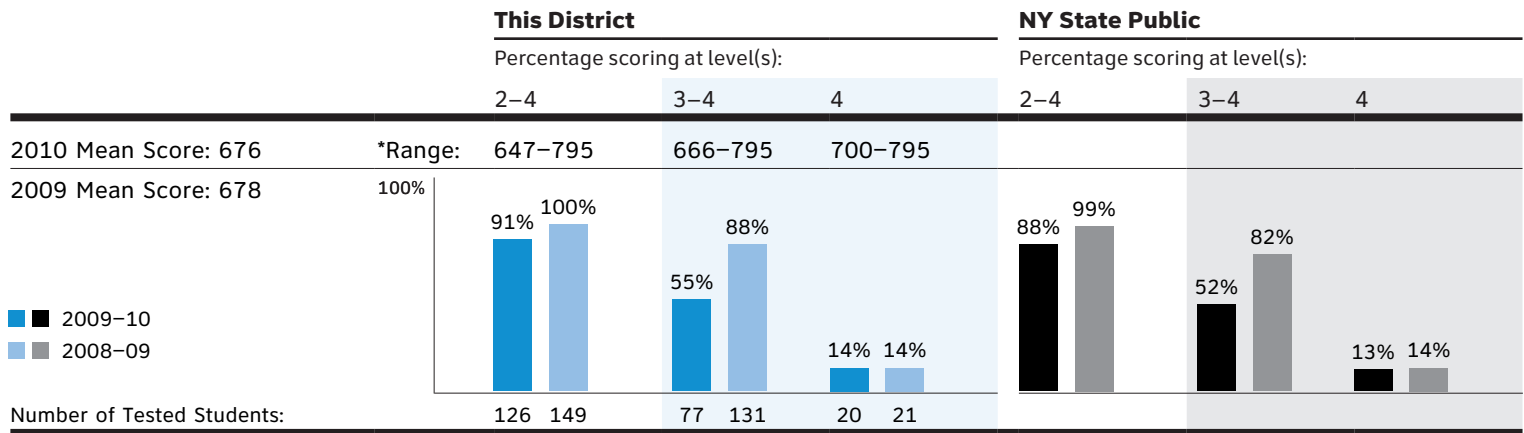 This District NY State Public
Percentage scoring at level(s): Percentage scoring at level(s):
2–4 3–4 4 2–4 3–4 4
2010 Mean Score: 676 *Range: 647–795 666–795 700–795
2009 Mean Score: 678 100%
91% 100% 88% 55% 14% 14% 88% 99% 52% 82% 13% 14%
2009–10
2008–09
Number of Tested Students: 126 149 77 131 20 21